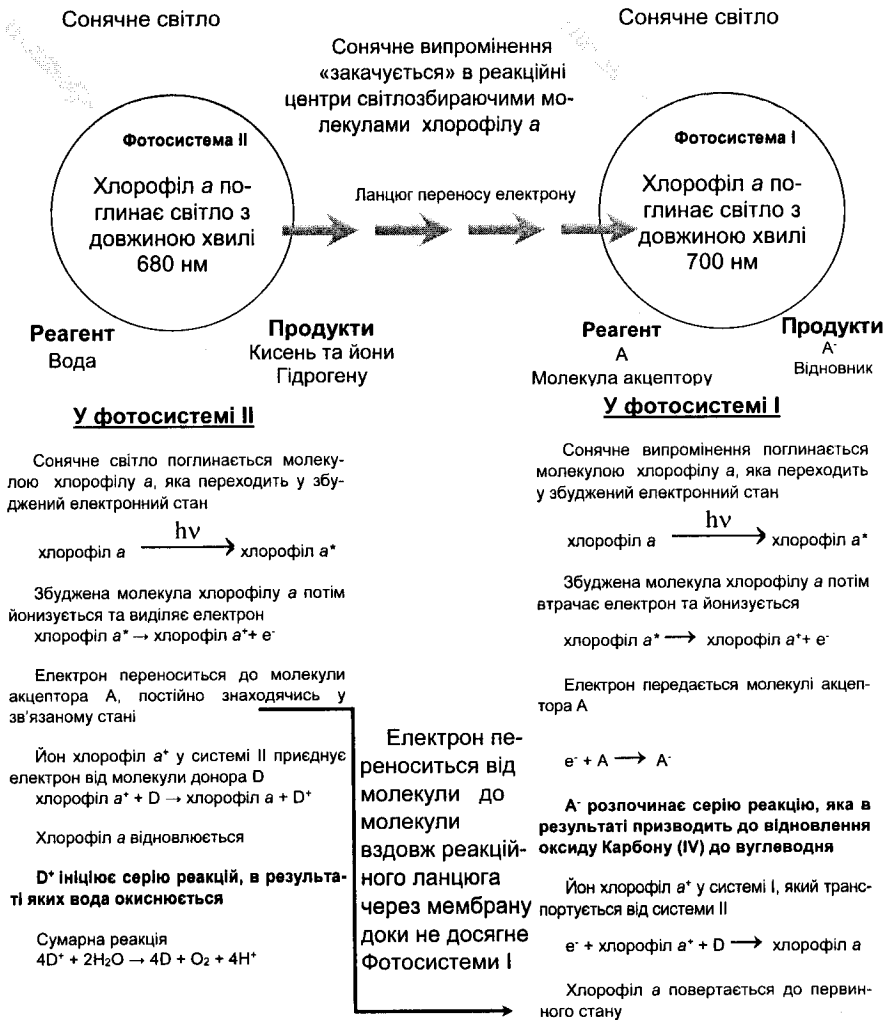 Сонячне світло
Сонячне світло
Сонячне випромінення
«закачується» в реакційні
центри світлозбираючими мо-
лекулами хлорофілу а
Фотосистема II
Хлорофіл а по-
глинає світло з
довжиною хвилі
680 нм
Ланцюг переносу електрону
Фотосистема I
Хлорофіл а по-
глинає світло з
довжиною хвилі
700 нм
Реагент
Вода
Продукти
Кисень та йони
Гідрогену
Реагент
А
Молекула акцептору
Продукти
А⁻
Відновник
У фотосистемі II
Сонячне світло поглинається молеку-
лою хлорофілу а, яка переходить у збу-
джений електронний стан
хлорофіл а hν → хлорофіл а*
Збуджена молекула хлорофілу а потім
йонизується та виділяє електрон
хлорофіл а* → хлорофіл а⁺+ е⁻
Електрон переноситься до молекули
акцептора А, постійно знаходячись у
зв'язаному стані
Йон хлорофіл а⁺ у системі II приєднує
електрон від молекули донора D
хлорофіл а⁺ + D → хлорофіл а + D⁺
Хлорофіл а відновлюється
D⁺ ініціює серію реакцій, в результа-
ті яких вода окиснюється
Сумарна реакція
4D⁺ + 2H₂O → 4D + O₂ + 4H⁺
Електрон пе-
реноситься від
молекули до
молекули
вздовж реакцій-
ного ланцюга
через мембрану
доки не досягне
Фотосистеми I
У фотосистемі I
Сонячне випромінення поглинається
молекулою хлорофілу а, яка переходить
у збуджений електронний стан
хлорофіл а hν → хлорофіл а*
Збуджена молекула хлорофілу а потім
втрачає електрон та йонизується
хлорофіл а* → хлорофіл а⁺+ е⁻
Електрон передається молекулі акцеп-
тора А
е⁻ + А → А⁻
А⁻ розпочинає серію реакцію, яка в
результаті призводить до відновлення
оксиду Карбону (IV) до вуглеводня
Йон хлорофіл а⁺ у системі I, який транс-
портується від системи II
е⁻ + хлорофіл а⁺ + D → хлорофіл а
Хлорофіл а повертається до первин-
ного стану